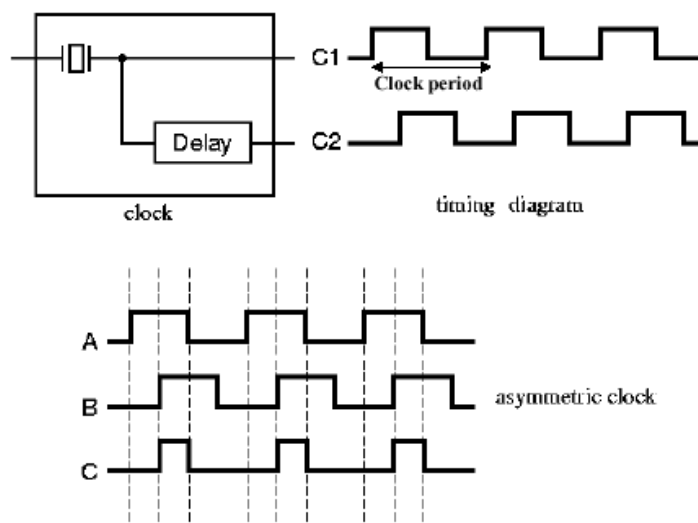 C1
Clock period
Delay
C2
clock
timing diagram
A
B
asymmetric clock
C